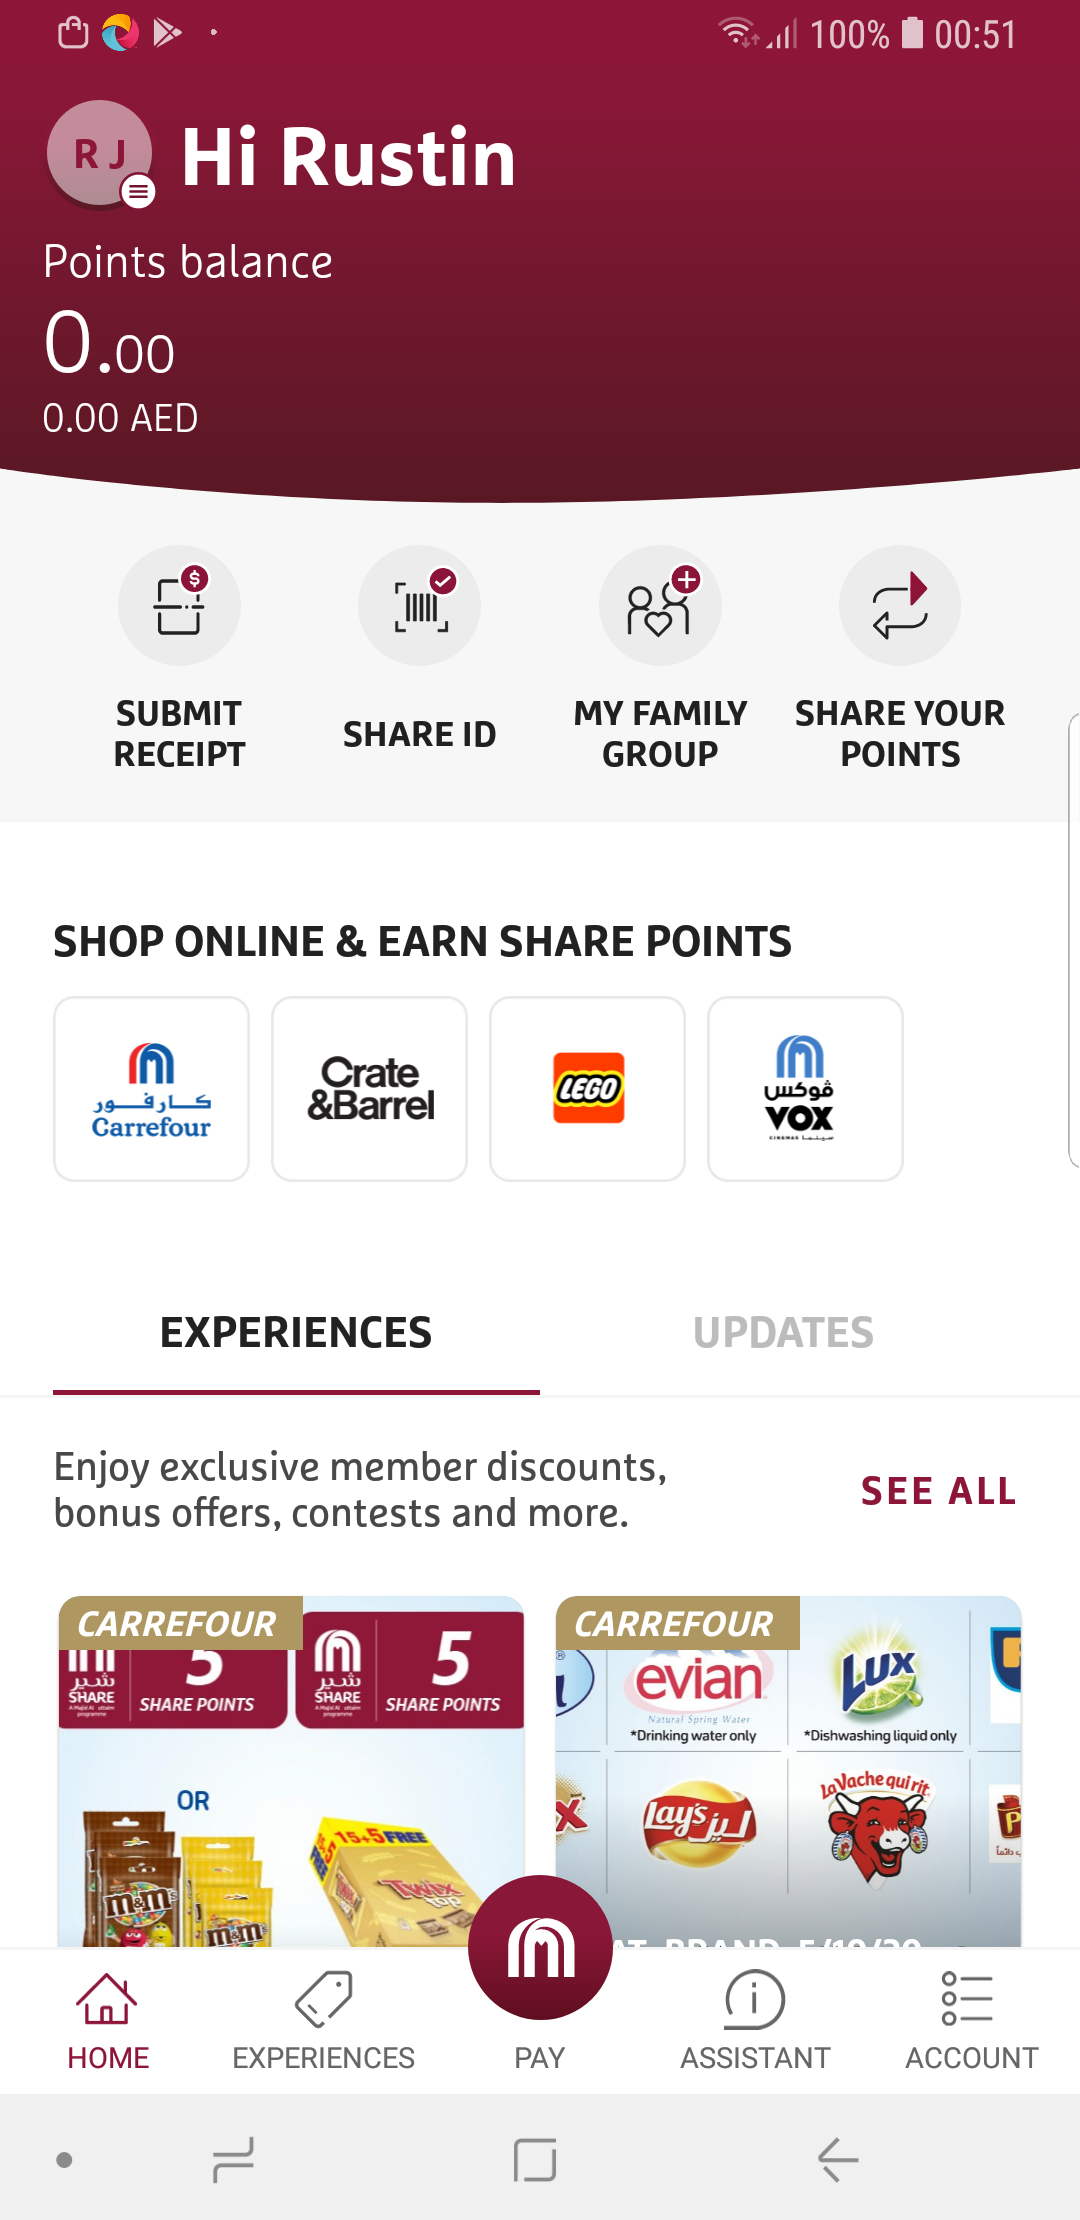 100% 00:51
R J
Hi Rustin
Points balance
0.00
0.00 AED
SUBMIT RECEIPT
SHARE ID
MY FAMILY GROUP
SHARE YOUR POINTS
SHOP ONLINE & EARN SHARE POINTS
كارفور
Carrefour
Crate
&Barrel
LEGO
ڤوكس
VOX
CINEMAS سينما
EXPERIENCES
UPDATES
Enjoy exclusive member discounts,
bonus offers, contests and more.
SEE ALL
CARREFOUR
شير
SHARE
5
SHARE POINTS
شير
SHARE
5
SHARE POINTS
OR
m&m's
m&m's
15+5 FREE
Twix
top
CARREFOUR
evian
Natural Spring Water
*Drinking water only
LUX
*Dishwashing liquid only
Lay's ليز
La Vache qui rit
HOME
EXPERIENCES
PAY
ASSISTANT
ACCOUNT